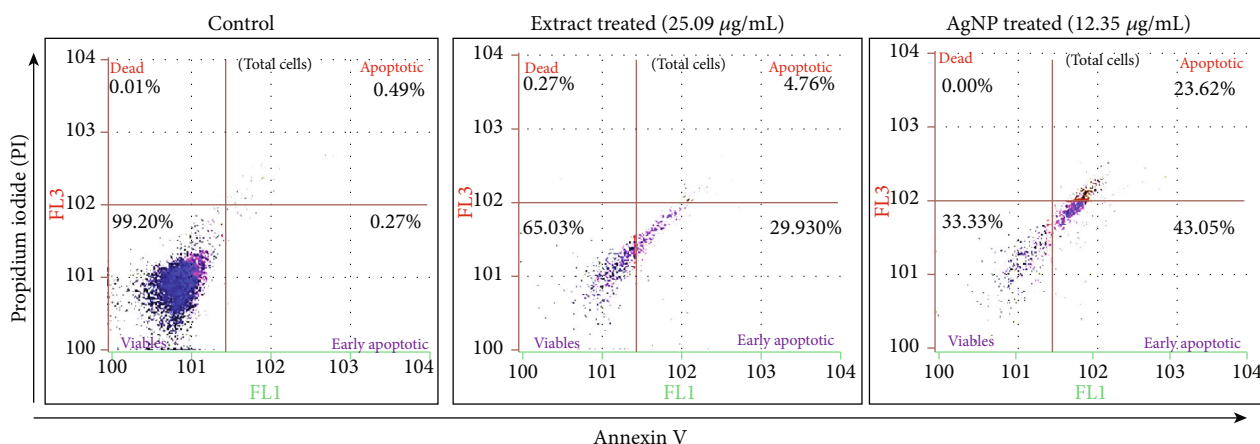 Control
Extract treated (25.09 µg/mL)
AgNP treated (12.35 µg/mL)
Propidium iodide (PI)
104
103
102
101
100
FL3
Dead
0.01%
(Total cells)
Apoptotic
0.49%
99.20%
0.27%
Viables
Early apoptotic
100 101 102 103 104
FL1
104
103
102
101
100
FL3
Dead
0.27%
(Total cells)
Apoptotic
4.76%
65.03%
29.930%
Viables
Early apoptotic
100 101 102 103 104
FL1
104
103
102
101
100
FL3
Dead
0.00%
(Total cells)
Apoptotic
23.62%
33.33%
43.05%
Viables
Early apoptotic
100 101 102 103 104
FL1
Annexin V